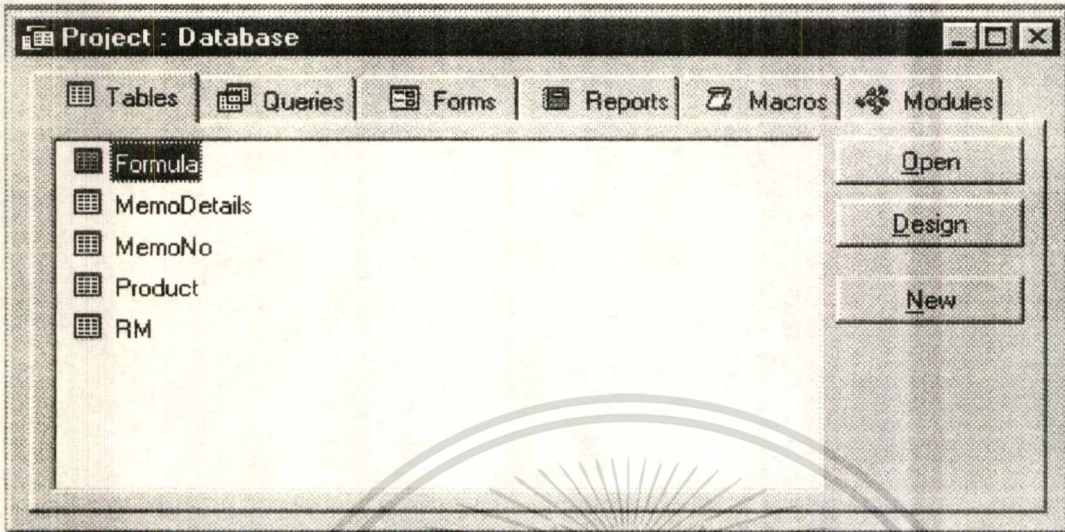 Project : Database
Tables Queries Forms Reports Macros Modules
Formula
MemoDetails
MemoNo
Product
RM
Open
Design
New